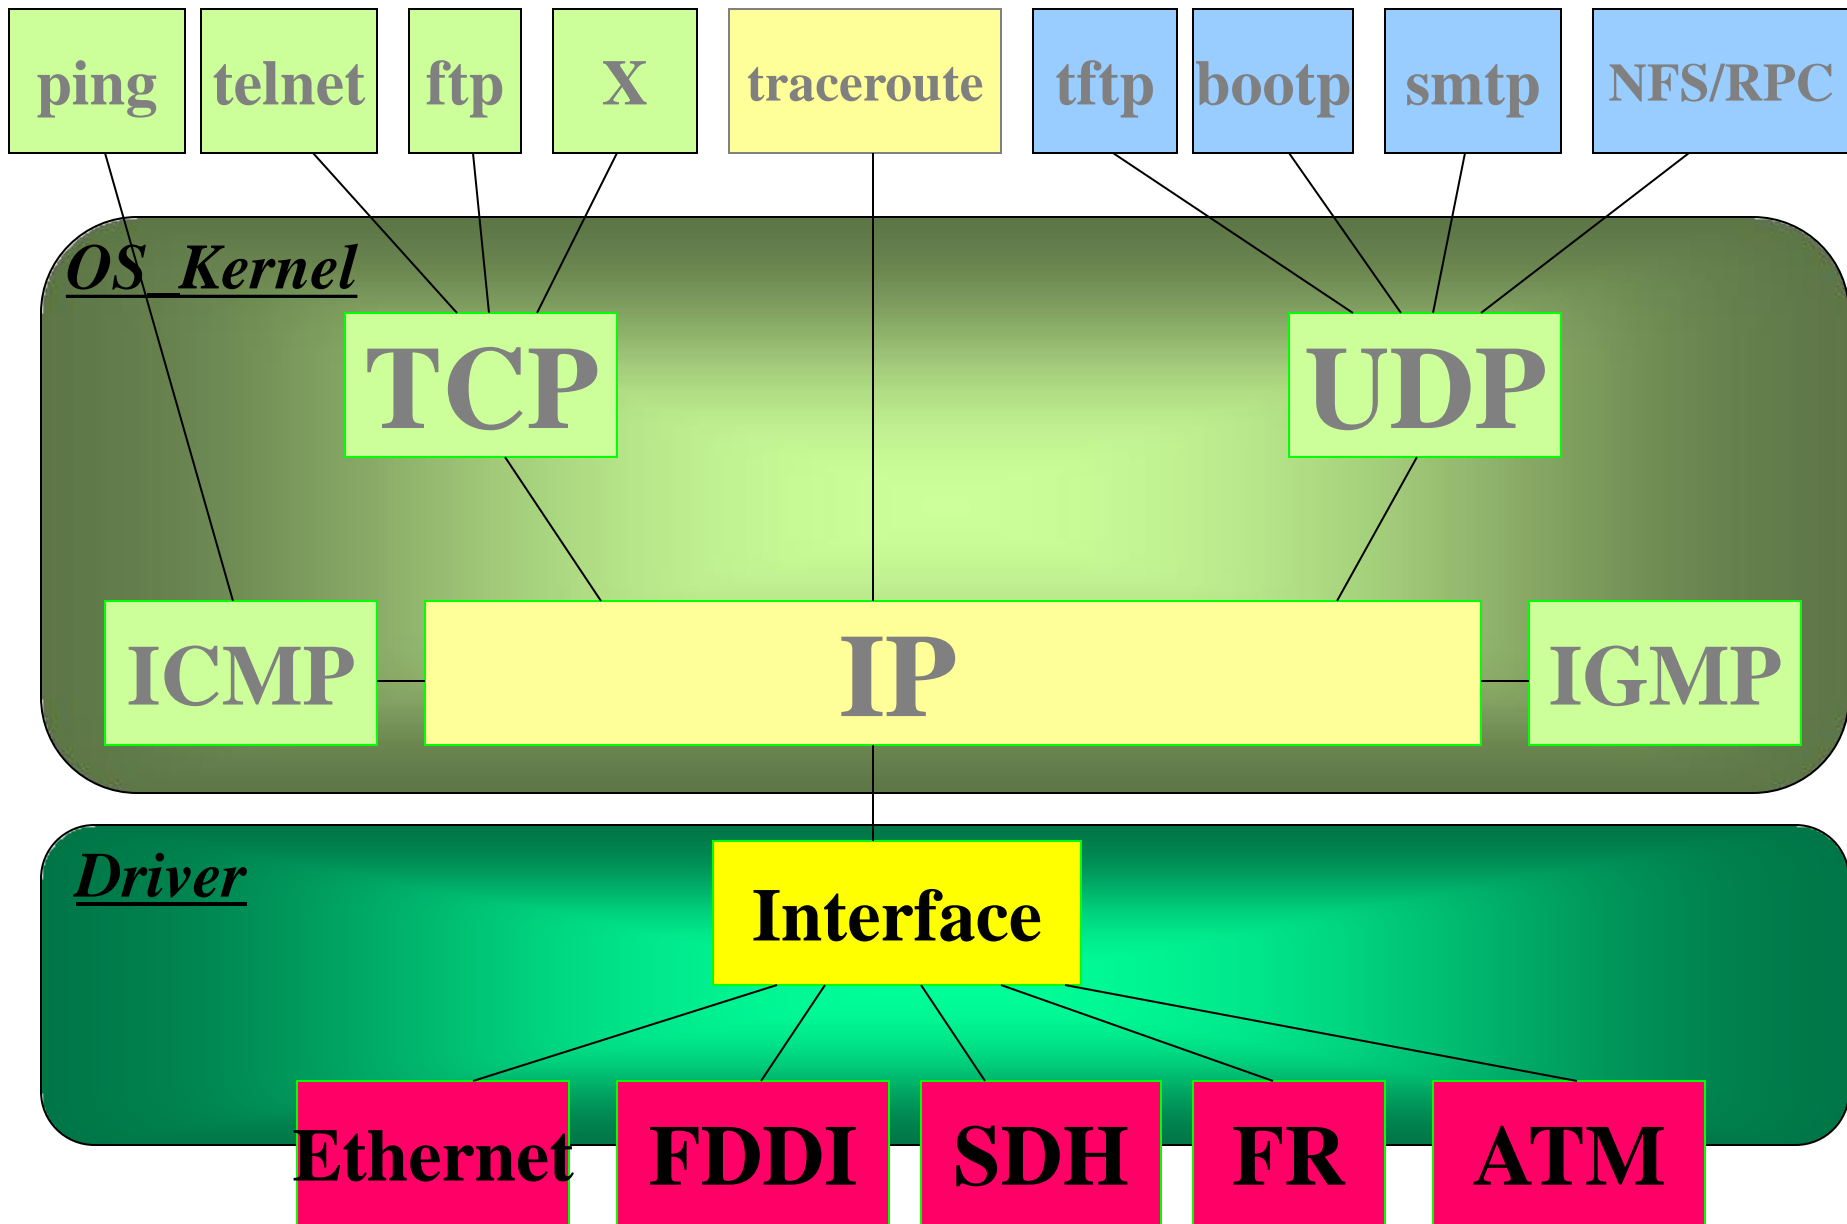 ping
telnet
ftp
X
traceroute
tftp
bootp
smtp
NFS/RPC
OS_Kernel
TCP
UDP
ICMP
IP
IGMP
Driver
Interface
Ethernet
FDDI
SDH
FR
ATM